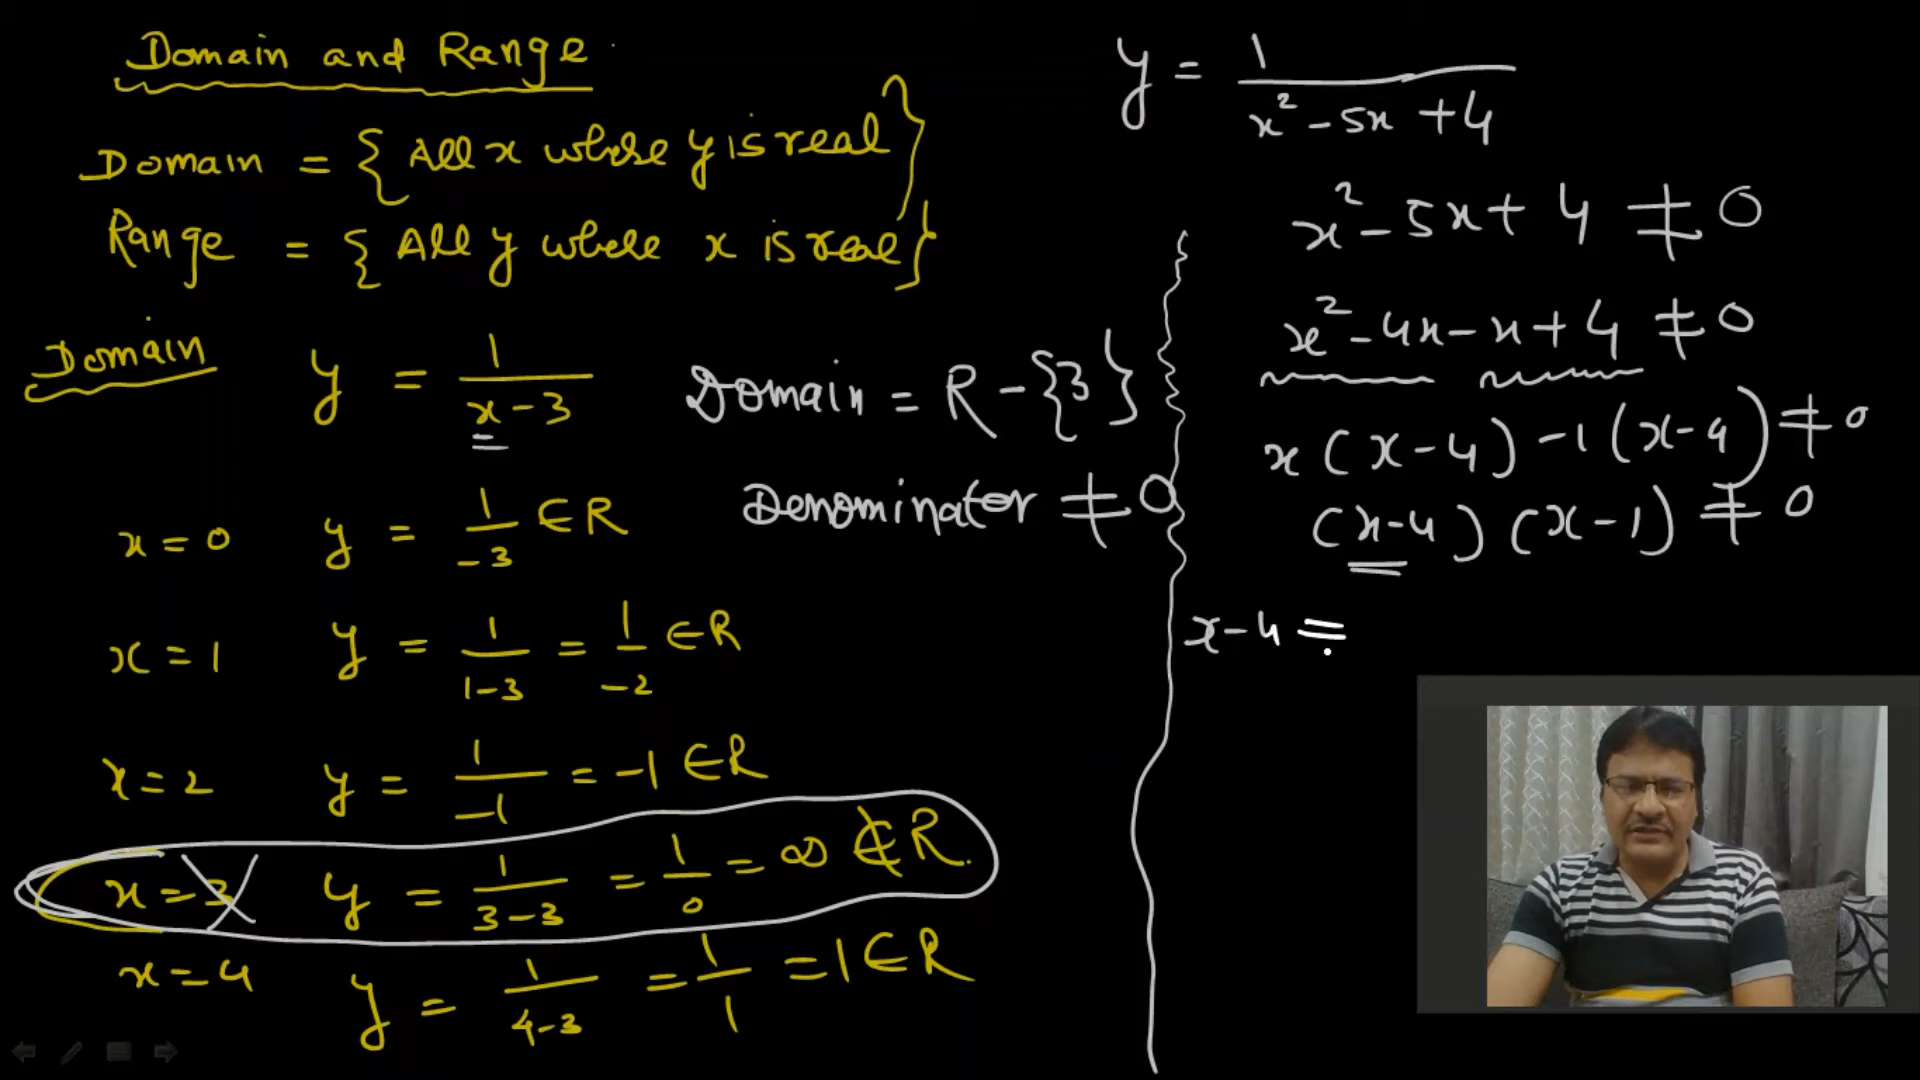 Domain and Range
Domain = {All x where y is real}
Range = {All y where x is real}
Domain
y = 1/(x-3)
Domain = R - {3}
Denominator ≠ 0
x = 0 y = 1/-3 ∈ R
x = 1 y = 1/(1-3) = 1/-2 ∈ R
x = 2 y = 1/-1 = -1 ∈ R
x = 3 y = 1/(3-3) = 1/0 = ∞ ∉ R.
x = 4 y = 1/(4-3) = 1/1 = 1 ∈ R
y = 1/(x² - 5x + 4)
x² - 5x + 4 ≠ 0
x² - 4x - x + 4 ≠ 0
x(x-4) -1(x-4) ≠ 0
(x-4)(x-1) ≠ 0
x-4 =